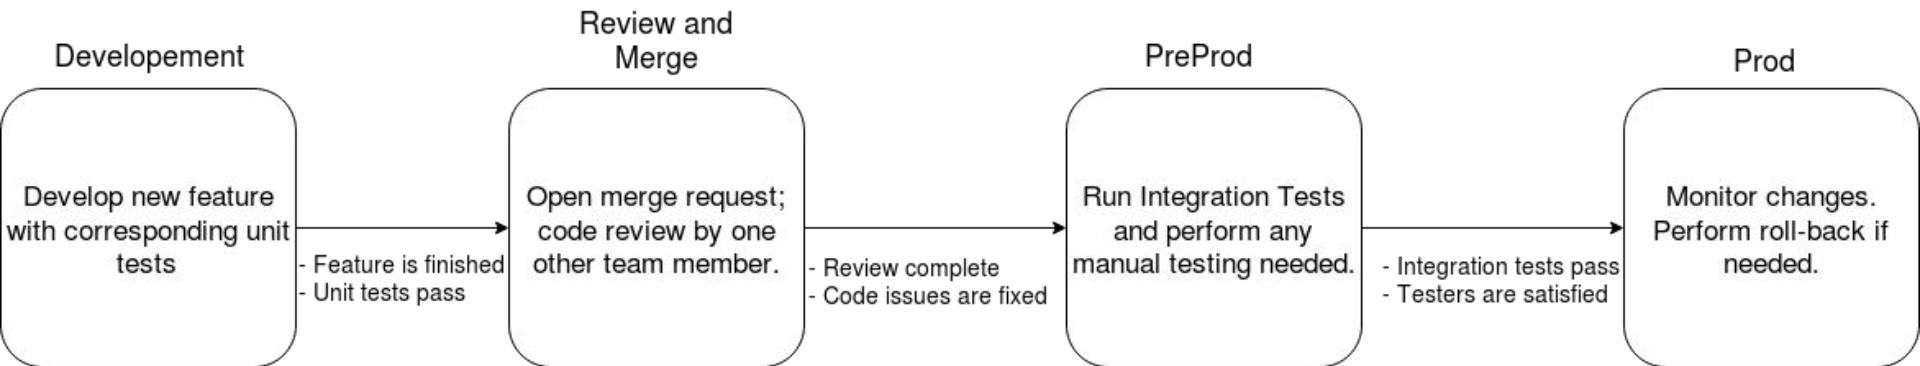 Developement
Develop new feature
with corresponding unit
tests
- Feature is finished
- Unit tests pass
Review and
Merge
Open merge request;
code review by one
other team member.
- Review complete
- Code issues are fixed
PreProd
Run Integration Tests
and perform any
manual testing needed.
- Integration tests pass
- Testers are satisfied
Prod
Monitor changes.
Perform roll-back if
needed.